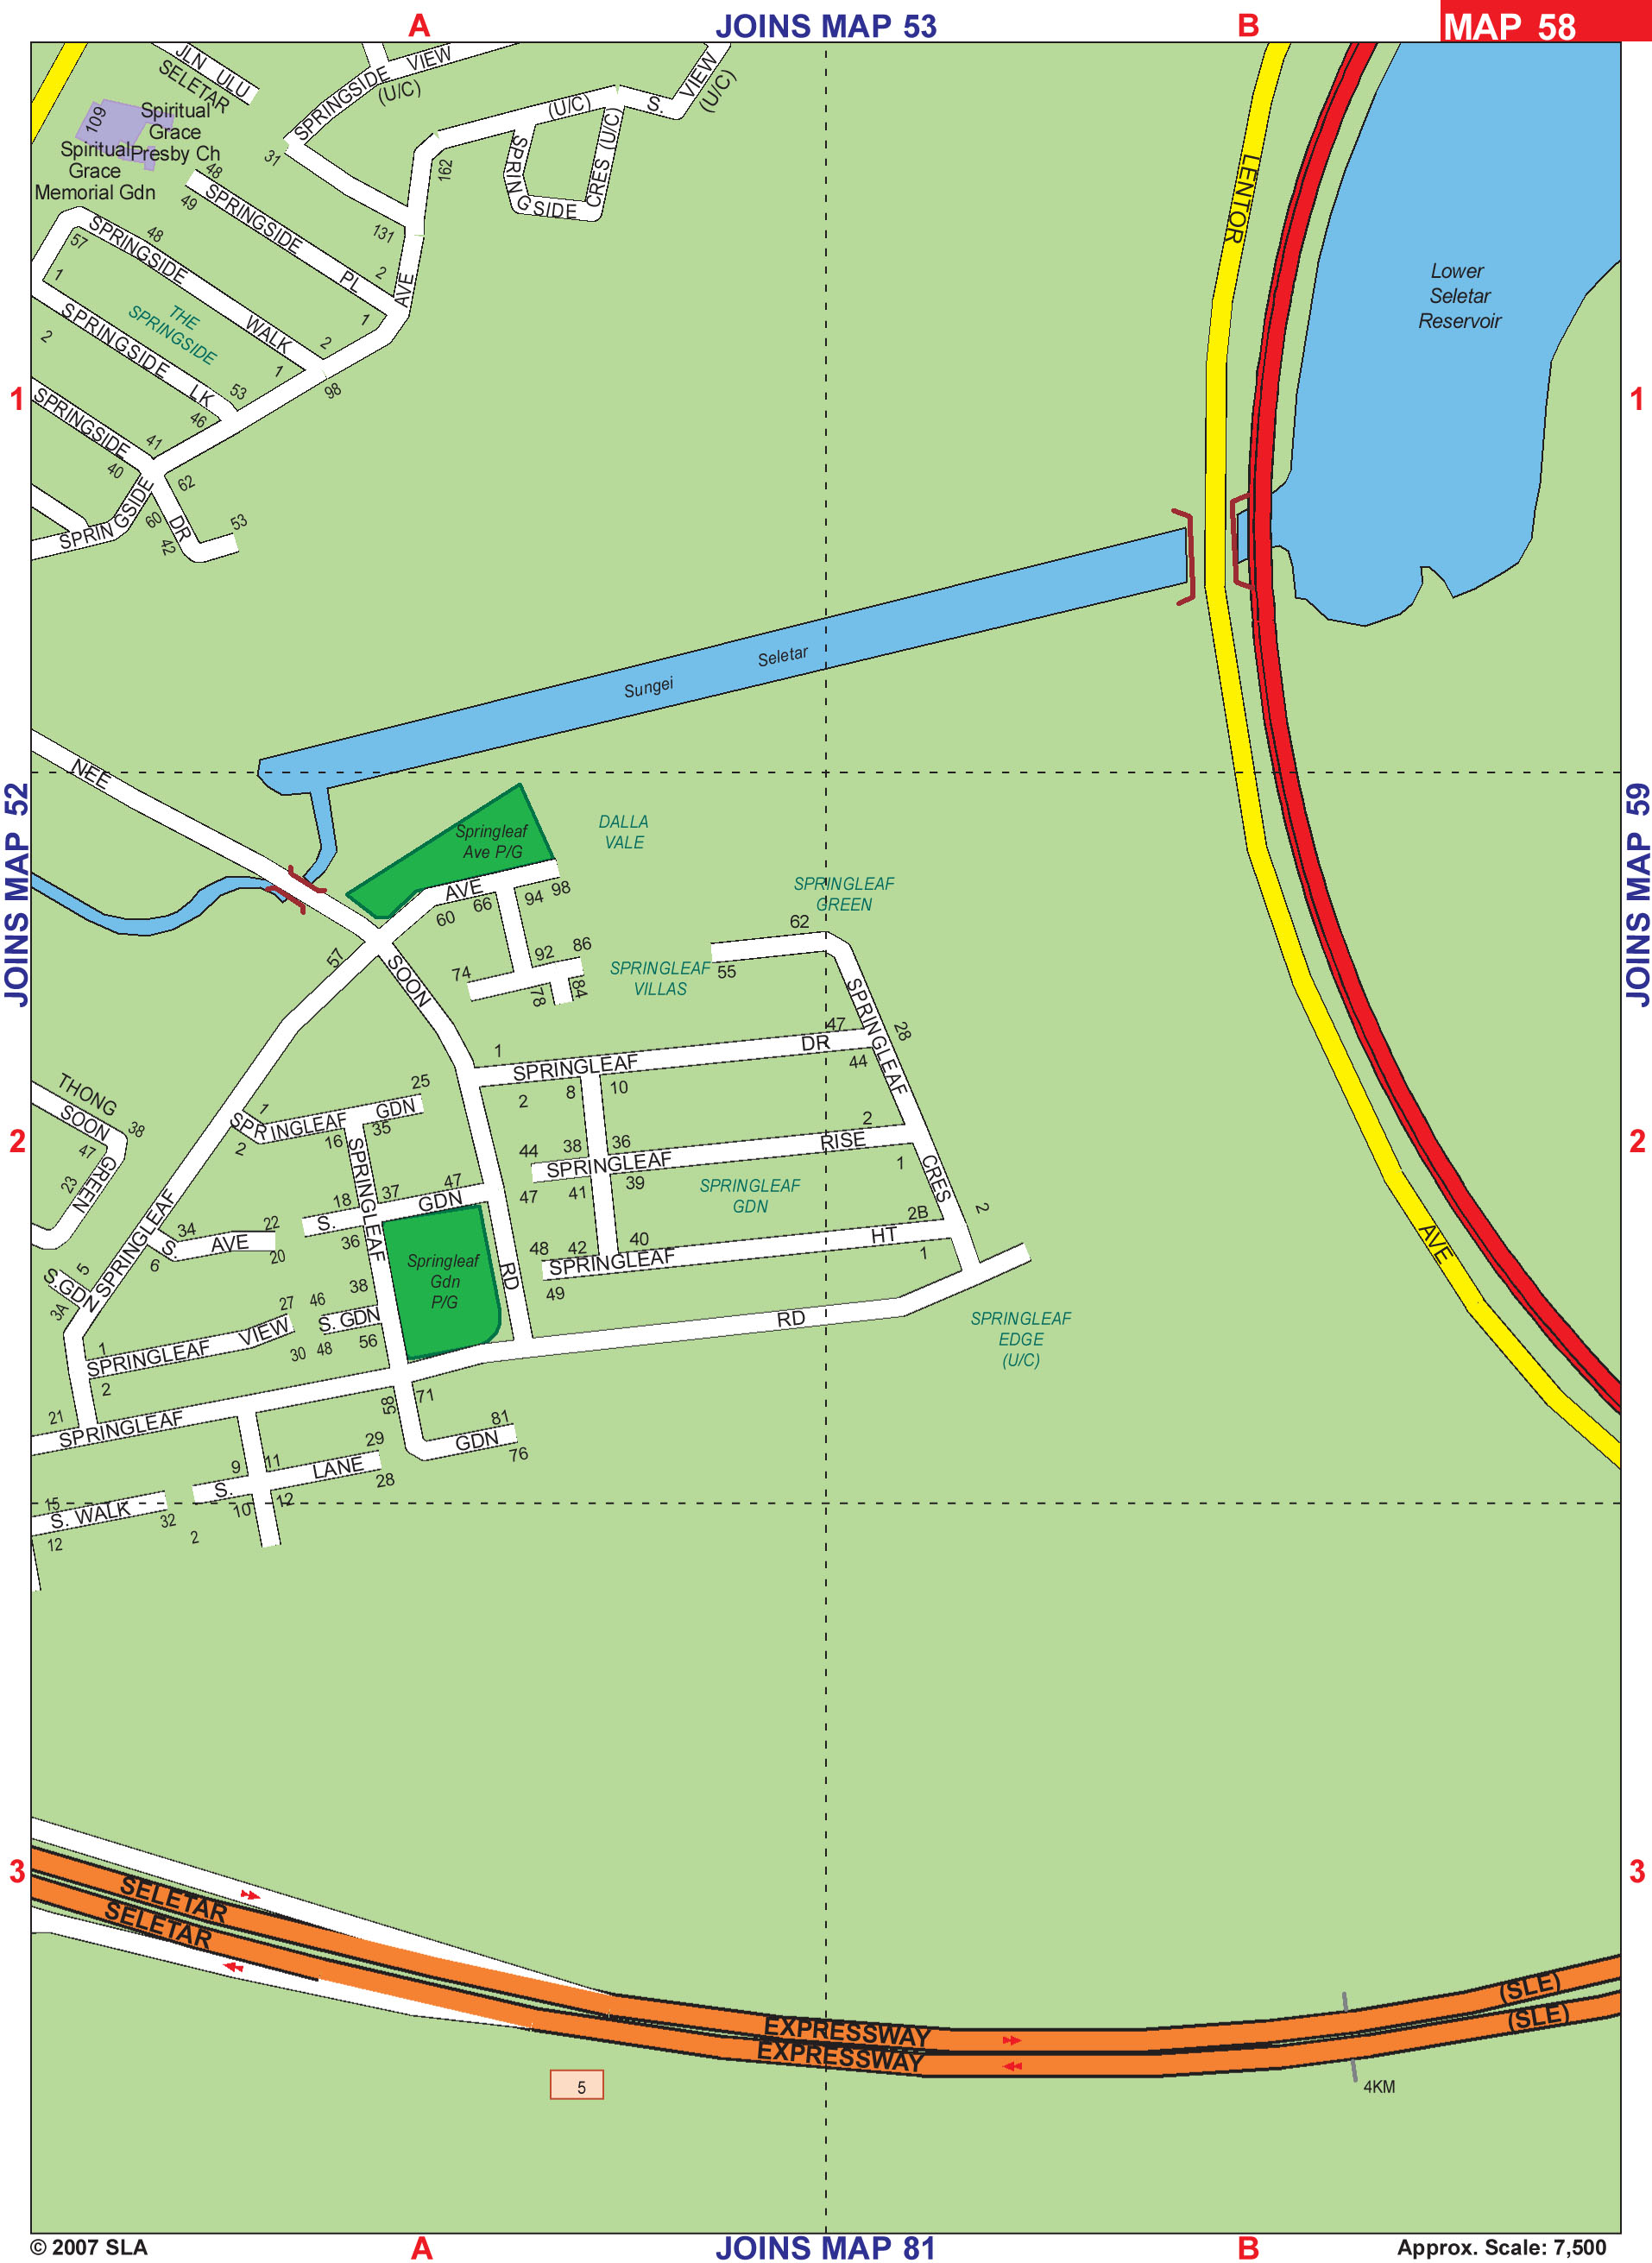 A
JOINS MAP 53
B
MAP 58
JLN ULU
SELETAR
SPRINGSIDE VIEW
(U/C)
(U/C)
S. VIEW
(U/C)
109
Spiritual
Grace
Presby Ch
Spiritual
Grace
Memorial Gdn
31
162
SPRINGSIDE CRES (U/C)
48
49
SPRINGSIDE PL
131
2
1
AVE
LENTOR
57
48
SPRINGSIDE WALK
2
1
98
Lower
Seletar
Reservoir
1
2
SPRINGSIDE LK
53
46
THE
SPRINGSIDE
1
1
SPRINGSIDE
41
40
62
SPRINGSIDE
60
DR
42
53
Seletar
Sungei
NEE
JOINS MAP 52
JOINS MAP 59
Springleaf
Ave P/G
DALLA
VALE
AVE
60
66
94
98
SPRINGLEAF
GREEN
57
SOON
62
55
92
86
74
78
84
SPRINGLEAF
VILLAS
SPRINGLEAF
28
47
1
SPRINGLEAF DR
44
2
8
10
THONG
SOON
38
47
GREEN
23
25
1
SPRINGLEAF GDN
2
16
35
2
2
44
38
36
2
SPRINGLEAF RISE
47
41
39
1
CRES
2
SPRINGLEAF
GDN
SPRINGLEAF
18
37
47
S. GDN
36
SPRINGLEAF
34
22
S. AVE
6
20
Springleaf
Gdn
P/G
RD
2B
48
42
40
SPRINGLEAF HT
1
49
AVE
5
S.GDN
3A
38
27
46
S. GDN
56
48
30
1
SPRINGLEAF VIEW
2
RD
SPRINGLEAF
EDGE
(U/C)
21
SPRINGLEAF
58
71
81
GDN
76
29
9
11
S. LANE
28
10
12
15
S. WALK
12
32
2
3
3
SELETAR
SELETAR
EXPRESSWAY
EXPRESSWAY
(SLE)
(SLE)
5
4KM
© 2007 SLA
A
JOINS MAP 81
B
Approx. Scale: 7,500